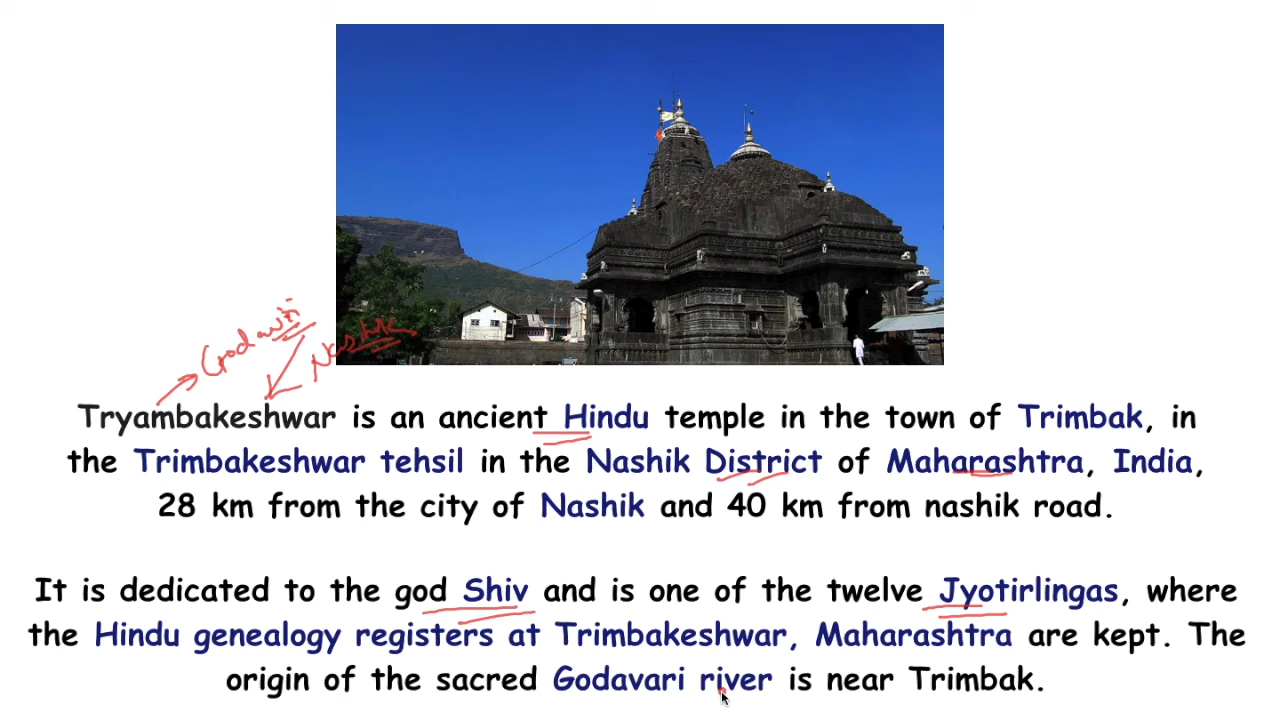 Godavari
Nashik
Tryambakeshwar is an ancient Hindu temple in the town of Trimbak, in
the Trimbakeshwar tehsil in the Nashik District of Maharashtra, India,
28 km from the city of Nashik and 40 km from nashik road.
It is dedicated to the god Shiv and is one of the twelve Jyotirlingas, where
the Hindu genealogy registers at Trimbakeshwar, Maharashtra are kept. The
origin of the sacred Godavari river is near Trimbak.